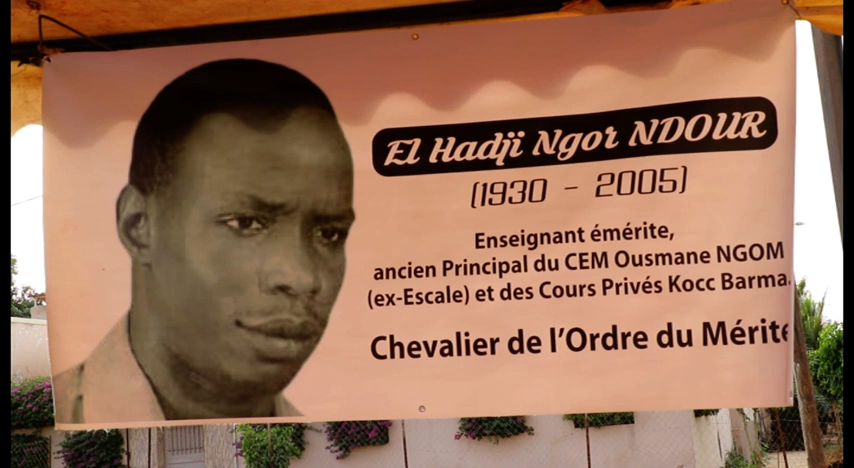 El Hadji Ngor NDOUR
(1930 - 2005)
Enseignant émérite,
ancien Principal du CEM Ousmane NGOM
(ex-Escale) et des Cours Privés Kocc Barma.
Chevalier de l'Ordre du Mérite